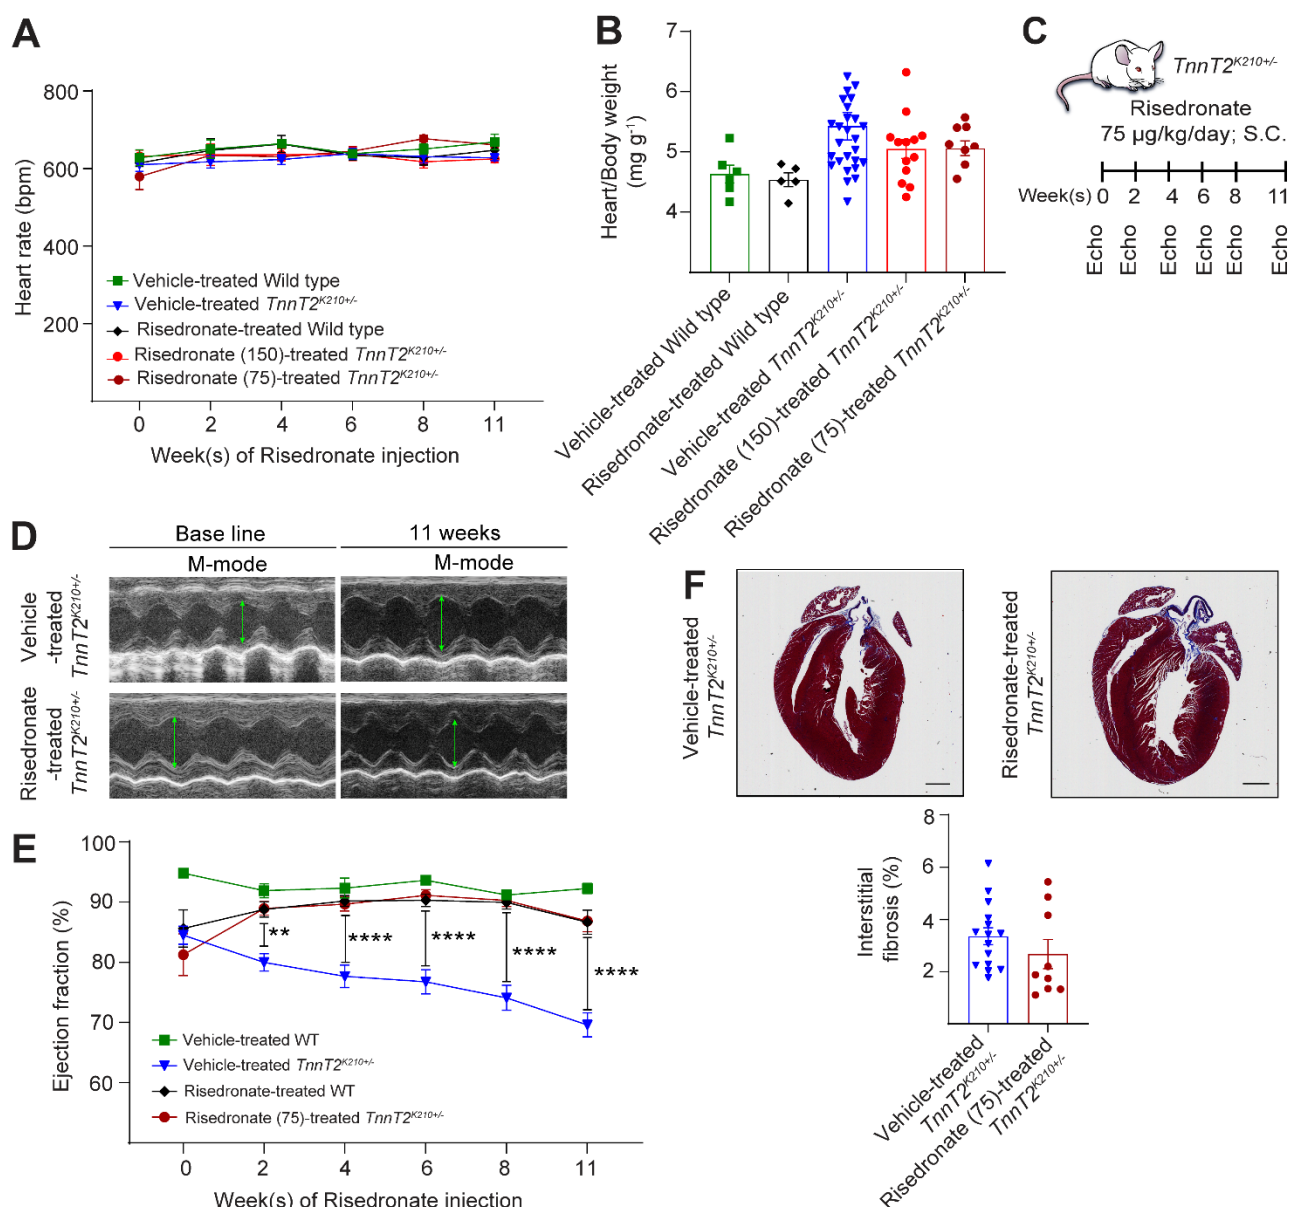 A
800
600
400
200
Heart rate (bpm)
Vehicle-treated Wild type
Vehicle-treated TnnT2K210+/-
Risedronate-treated Wild type
Risedronate (150)-treated TnnT2K210+/-
Risedronate (75)-treated TnnT2K210+/-
0 2 4 6 8 11
Week(s) of Risedronate injection
B
7
6
5
4
Heart/Body weight
(mg g-1)
Vehicle-treated Wild type
Risedronate-treated Wild type
Vehicle-treated TnnT2K210+/-
Risedronate (150)-treated TnnT2K210+/-
Risedronate (75)-treated TnnT2K210+/-
C
TnnT2K210+/-
Risedronate
75 µg/kg/day; S.C.
Week(s) 0 2 4 6 8 11
Echo Echo Echo Echo Echo Echo
D
Base line 11 weeks
M-mode M-mode
Vehicle
-treated
TnnT2K210+/-
Risedronate
-treated
TnnT2K210+/-
E
100
90
80
70
60
Ejection fraction (%)
** **** **** **** ****
Vehicle-treated WT
Vehicle-treated TnnT2K210+/-
Risedronate-treated WT
Risedronate (75)-treated TnnT2K210+/-
0 2 4 6 8 11
Week(s) of Risedronate injection
F
Vehicle-treated
TnnT2K210+/-
Risedronate-treated
TnnT2K210+/-
8
6
4
2
Interstitial
fibrosis (%)
Vehicle-treated
TnnT2K210+/-
Risedronate (75)-treated
TnnT2K210+/-